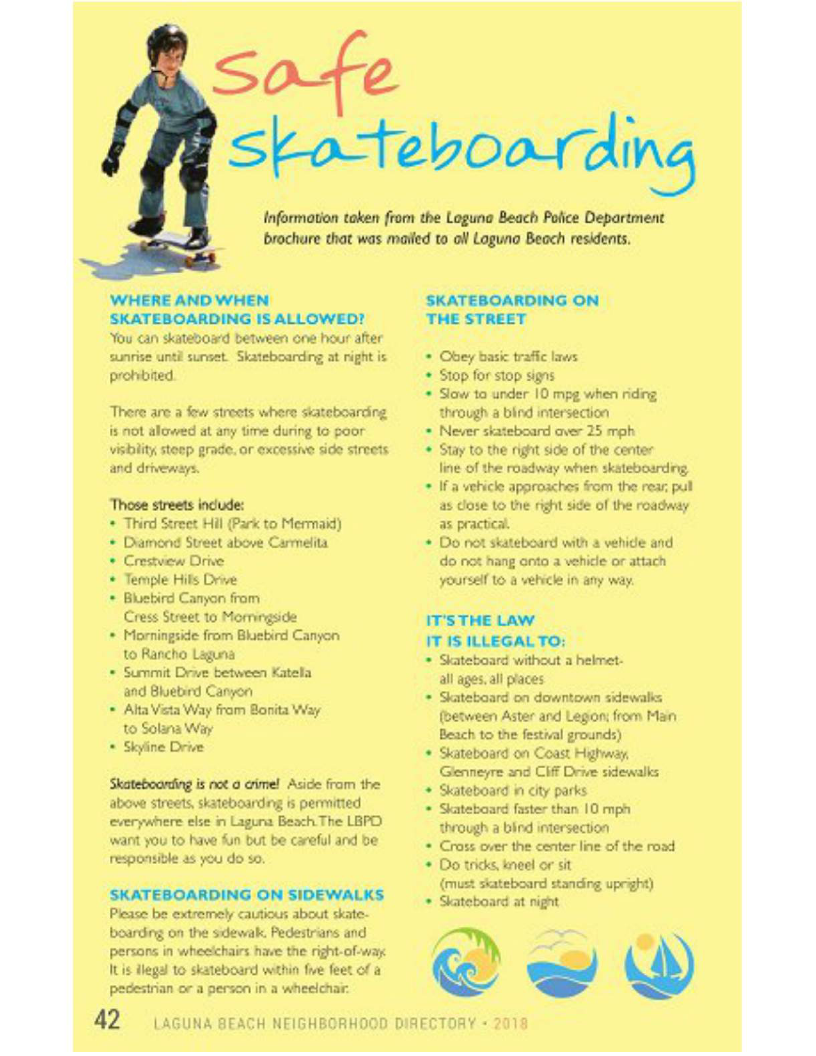 safe
skateboarding
Information taken from the Laguna Beach Police Department
brochure that was mailed to all Laguna Beach residents.
WHERE AND WHEN
SKATEBOARDING IS ALLOWED?
You can skateboard between one hour after
sunrise until sunset. Skateboarding at night is
prohibited.
There are a few streets where skateboarding
is not allowed at any time during to poor
visibility, steep grade, or excessive side streets
and driveways.
Those streets include:
• Third Street Hill (Park to Mermaid)
• Diamond Street above Carmelita
• Crestview Drive
• Temple Hills Drive
• Bluebird Canyon from
Cress Street to Morningside
• Morningside from Bluebird Canyon
to Rancho Laguna
• Summit Drive between Katella
and Bluebird Canyon
• Alta Vista Way from Bonita Way
to Solana Way
• Skyline Drive
Skateboarding is not a crime! Aside from the
above streets, skateboarding is permitted
everywhere else in Laguna Beach. The LBPD
want you to have fun but be careful and be
responsible as you do so.
SKATEBOARDING ON SIDEWALKS
Please be extremely cautious about skate-
boarding on the sidewalk. Pedestrians and
persons in wheelchairs have the right-of-way.
It is illegal to skateboard within five feet of a
pedestrian or a person in a wheelchair.
SKATEBOARDING ON
THE STREET
• Obey basic traffic laws
• Stop for stop signs
• Slow to under 10 mpg when riding
through a blind intersection
• Never skateboard over 25 mph
• Stay to the right side of the center
line of the roadway when skateboarding.
• If a vehicle approaches from the rear, pull
as close to the right side of the roadway
as practical.
• Do not skateboard with a vehicle and
do not hang onto a vehicle or attach
yourself to a vehicle in any way.
IT'S THE LAW
IT IS ILLEGAL TO:
• Skateboard without a helmet-
all ages, all places
• Skateboard on downtown sidewalks
(between Aster and Legion; from Main
Beach to the festival grounds)
• Skateboard on Coast Highway,
Glenneyre and Cliff Drive sidewalks
• Skateboard in city parks
• Skateboard faster than 10 mph
through a blind intersection
• Cross over the center line of the road
• Do tricks, kneel or sit
(must skateboard standing upright)
• Skateboard at night
42 LAGUNA BEACH NEIGHBORHOOD DIRECTORY • 2018